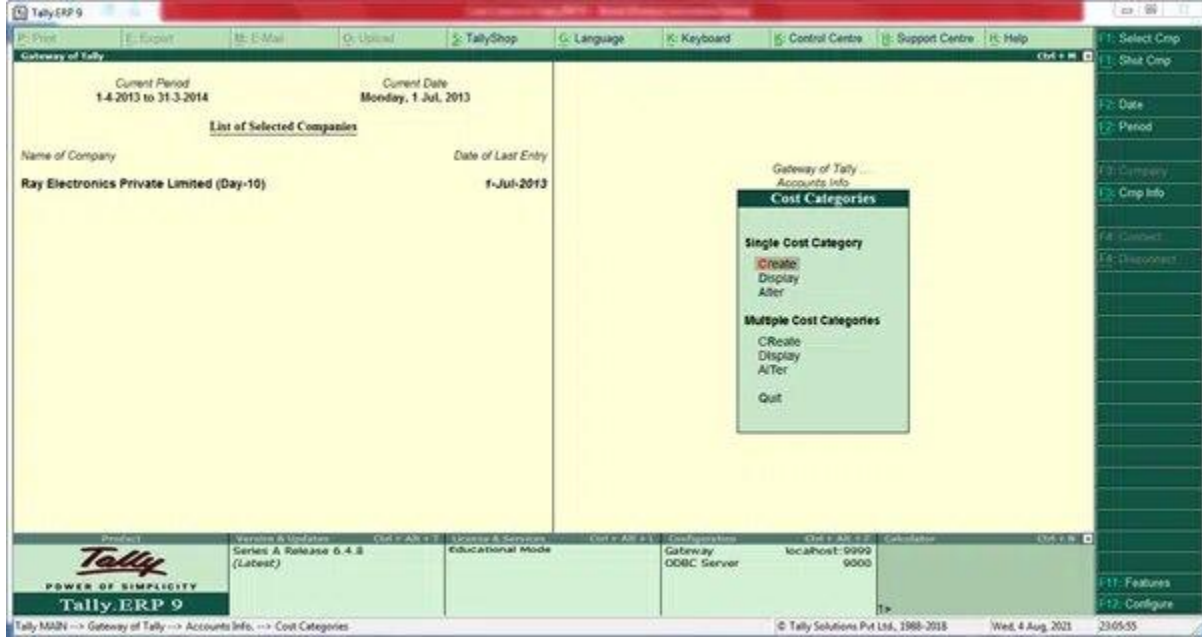 Tally.ERP 9
P: Print E: Export M: E-Mail O: Upload S: TallyShop G: Language K: Keyboard K: Control Centre H: Support Centre H: Help
Gateway of Tally Ctrl + M
Current Period Current Date
1-4-2013 to 31-3-2014 Monday, 1 Jul, 2013
List of Selected Companies
Name of Company Date of Last Entry
Ray Electronics Private Limited (Day-10) 1-Jul-2013
Gateway of Tally ...
Accounts Info.
Cost Categories
Single Cost Category
Create
Display
Alter
Multiple Cost Categories
CReate
DIsplay
AlTer
Quit
F1: Select Cmp
F1: Shut Cmp
F2: Date
F2: Period
F3: Company
F3: Cmp Info
F4: Connect
F4: Disconnect
F11: Features
F12: Configure
Product Version & Updates Ctrl + Alt + T License & Services Ctrl + Alt + L Configuration Ctrl + Alt + F Calculator Ctrl + N
Tally
POWER OF SIMPLICITY
Tally.ERP 9
Series A Release 6.4.8
(Latest)
Educational Mode
Gateway localhost:9999
ODBC Server 9000
1>
Tally MAIN --> Gateway of Tally --> Accounts Info. --> Cost Categories © Tally Solutions Pvt Ltd., 1988-2018 Wed, 4 Aug, 2021 23:05:55